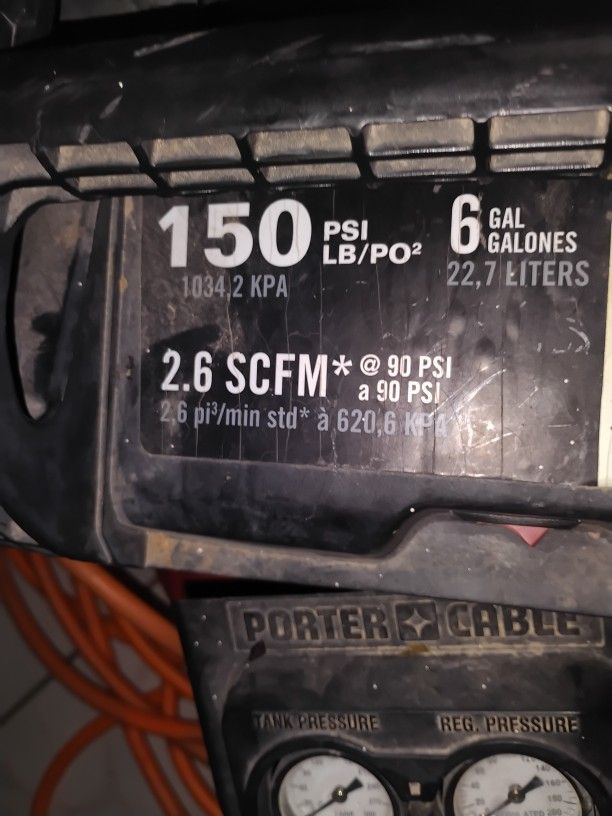 150 PSI
LB/PO²
1034,2 KPA
6 GAL
GALONES
22,7 LITERS
2.6 SCFM* @ 90 PSI
a 90 PSI
2,6 pi³/min std* à 620,6 KPA
PORTER CABLE
TANK PRESSURE
REG. PRESSURE